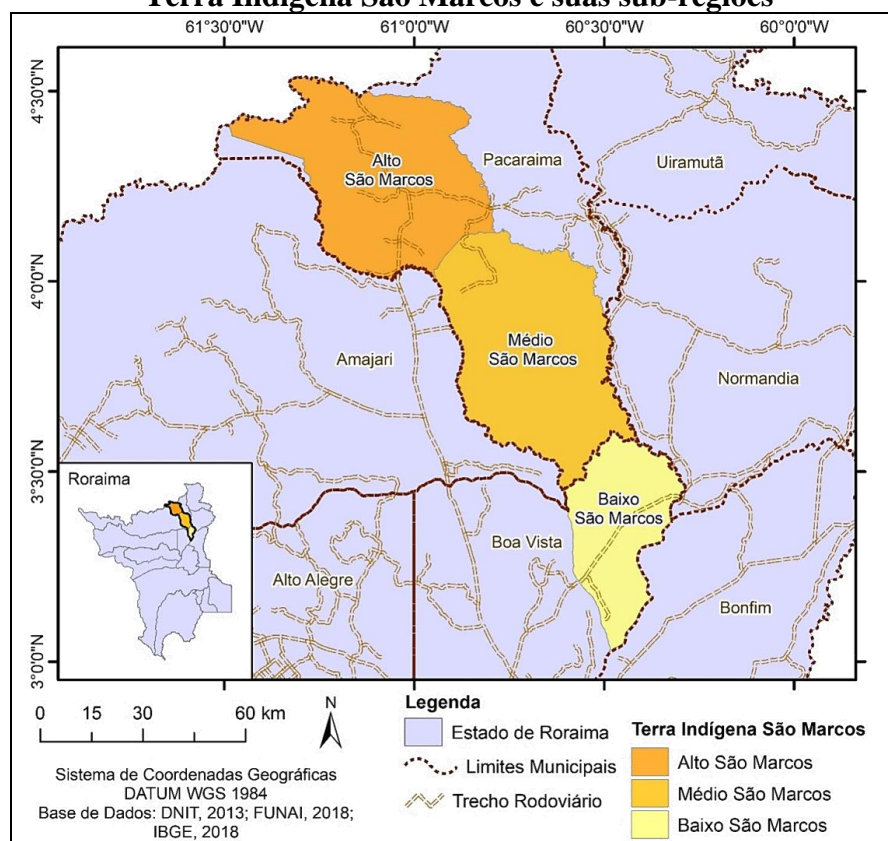 Terra Indígena São Marcos e suas sub-regiões
61°30'0"W 61°0'0"W 60°30'0"W 60°0'0"W
4°30'0"N
4°0'0"N
3°30'0"N
3°0'0"N
Alto
São Marcos
Pacaraima
Uiramutã
Médio
São Marcos
Amajari
Normandia
Roraima
Baixo
São Marcos
Boa Vista
Alto Alegre
Bonfim
0 15 30 60 km
N
Sistema de Coordenadas Geográficas
DATUM WGS 1984
Base de Dados: DNIT, 2013; FUNAI, 2018;
IBGE, 2018
Legenda
Estado de Roraima
Limites Municipais
Trecho Rodoviário
Terra Indígena São Marcos
Alto São Marcos
Médio São Marcos
Baixo São Marcos